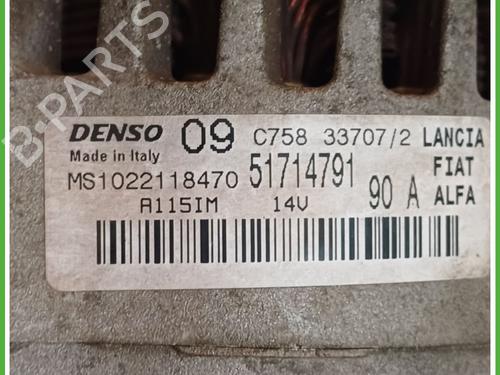 B-PARTS
DENSO 09 C758 33707/2 LANCIA
Made in Italy FIAT
MS1022118470 51714791 90 A ALFA
A115IM 14V